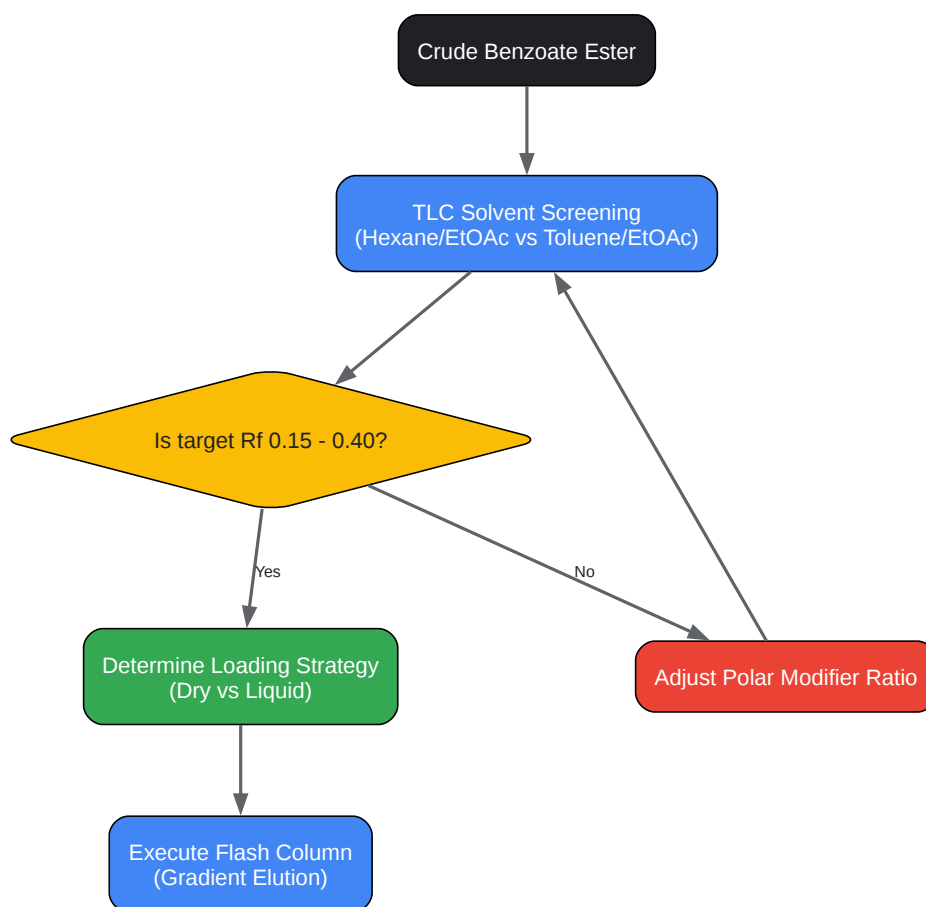 Crude Benzoate Ester
TLC Solvent Screening
(Hexane/EtOAc vs Toluene/EtOAc)
Is target Rf 0.15 - 0.40?
Yes
No
Determine Loading Strategy
(Dry vs Liquid)
Adjust Polar Modifier Ratio
Execute Flash Column
(Gradient Elution)